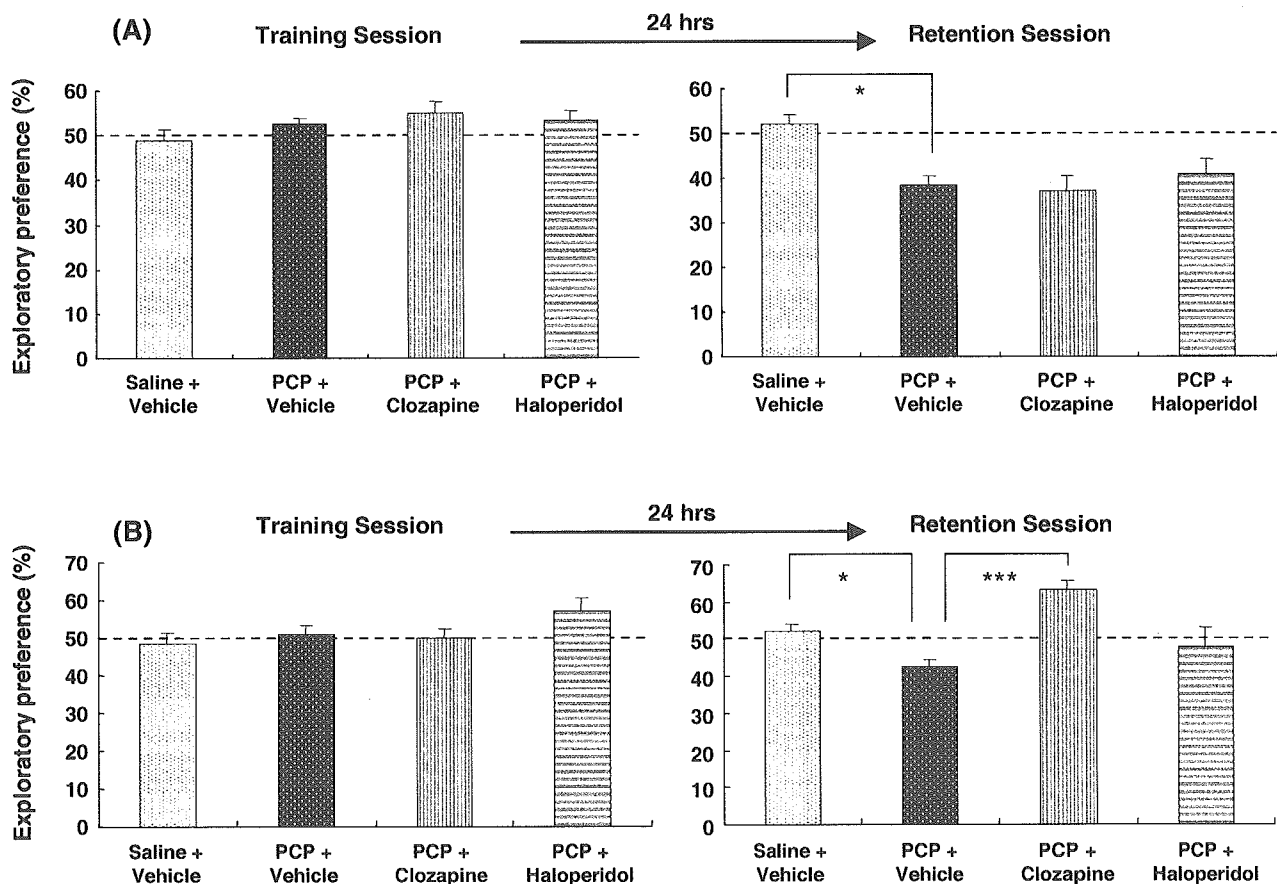 (A)
Training Session
24 hrs
Retention Session
Exploratory preference (%)
60
50
50
40
30
20
10
0
Saline +
Vehicle
PCP +
Vehicle
PCP +
Clozapine
PCP +
Haloperidol
60
50
40
30
20
10
0
*
Saline +
Vehicle
PCP +
Vehicle
PCP +
Clozapine
PCP +
Haloperidol
(B)
Training Session
24 hrs
Retention Session
Exploratory preference (%)
70
60
50
40
30
20
10
0
Saline +
Vehicle
PCP +
Vehicle
PCP +
Clozapine
PCP +
Haloperidol
70
60
50
40
30
20
10
0
*
***
Saline +
Vehicle
PCP +
Vehicle
PCP +
Clozapine
PCP +
Haloperidol